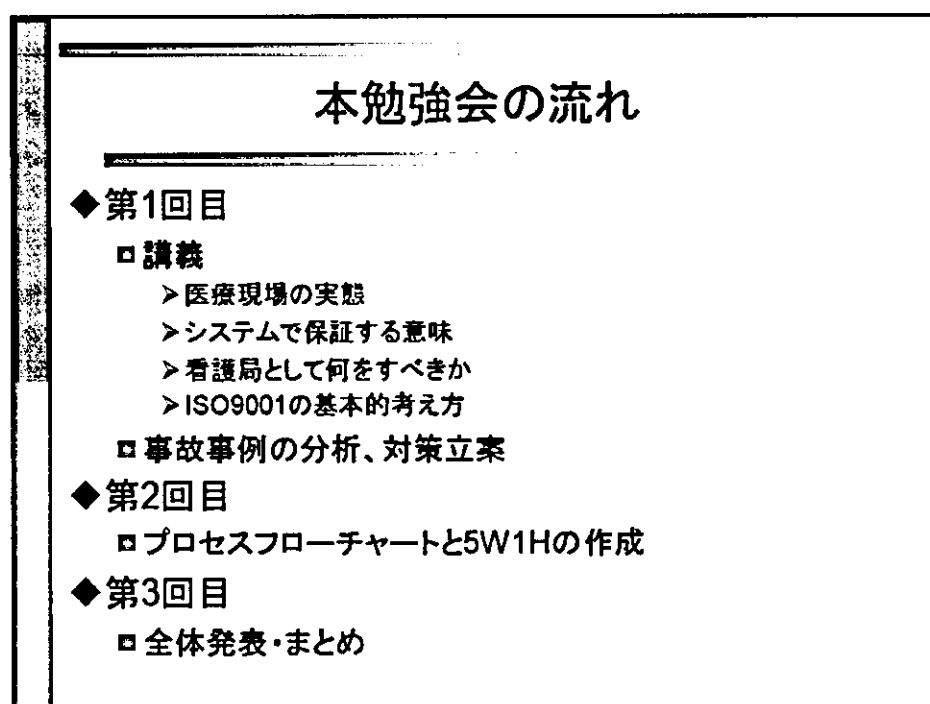 本勉強会の流れ
◆第1回目
講義
➢医療現場の実態
➢システムで保証する意味
➢看護局として何をすべきか
➢ISO9001の基本的考え方
事故事例の分析、対策立案
◆第2回目
プロセスフローチャートと5W1Hの作成
◆第3回目
全体発表・まとめ